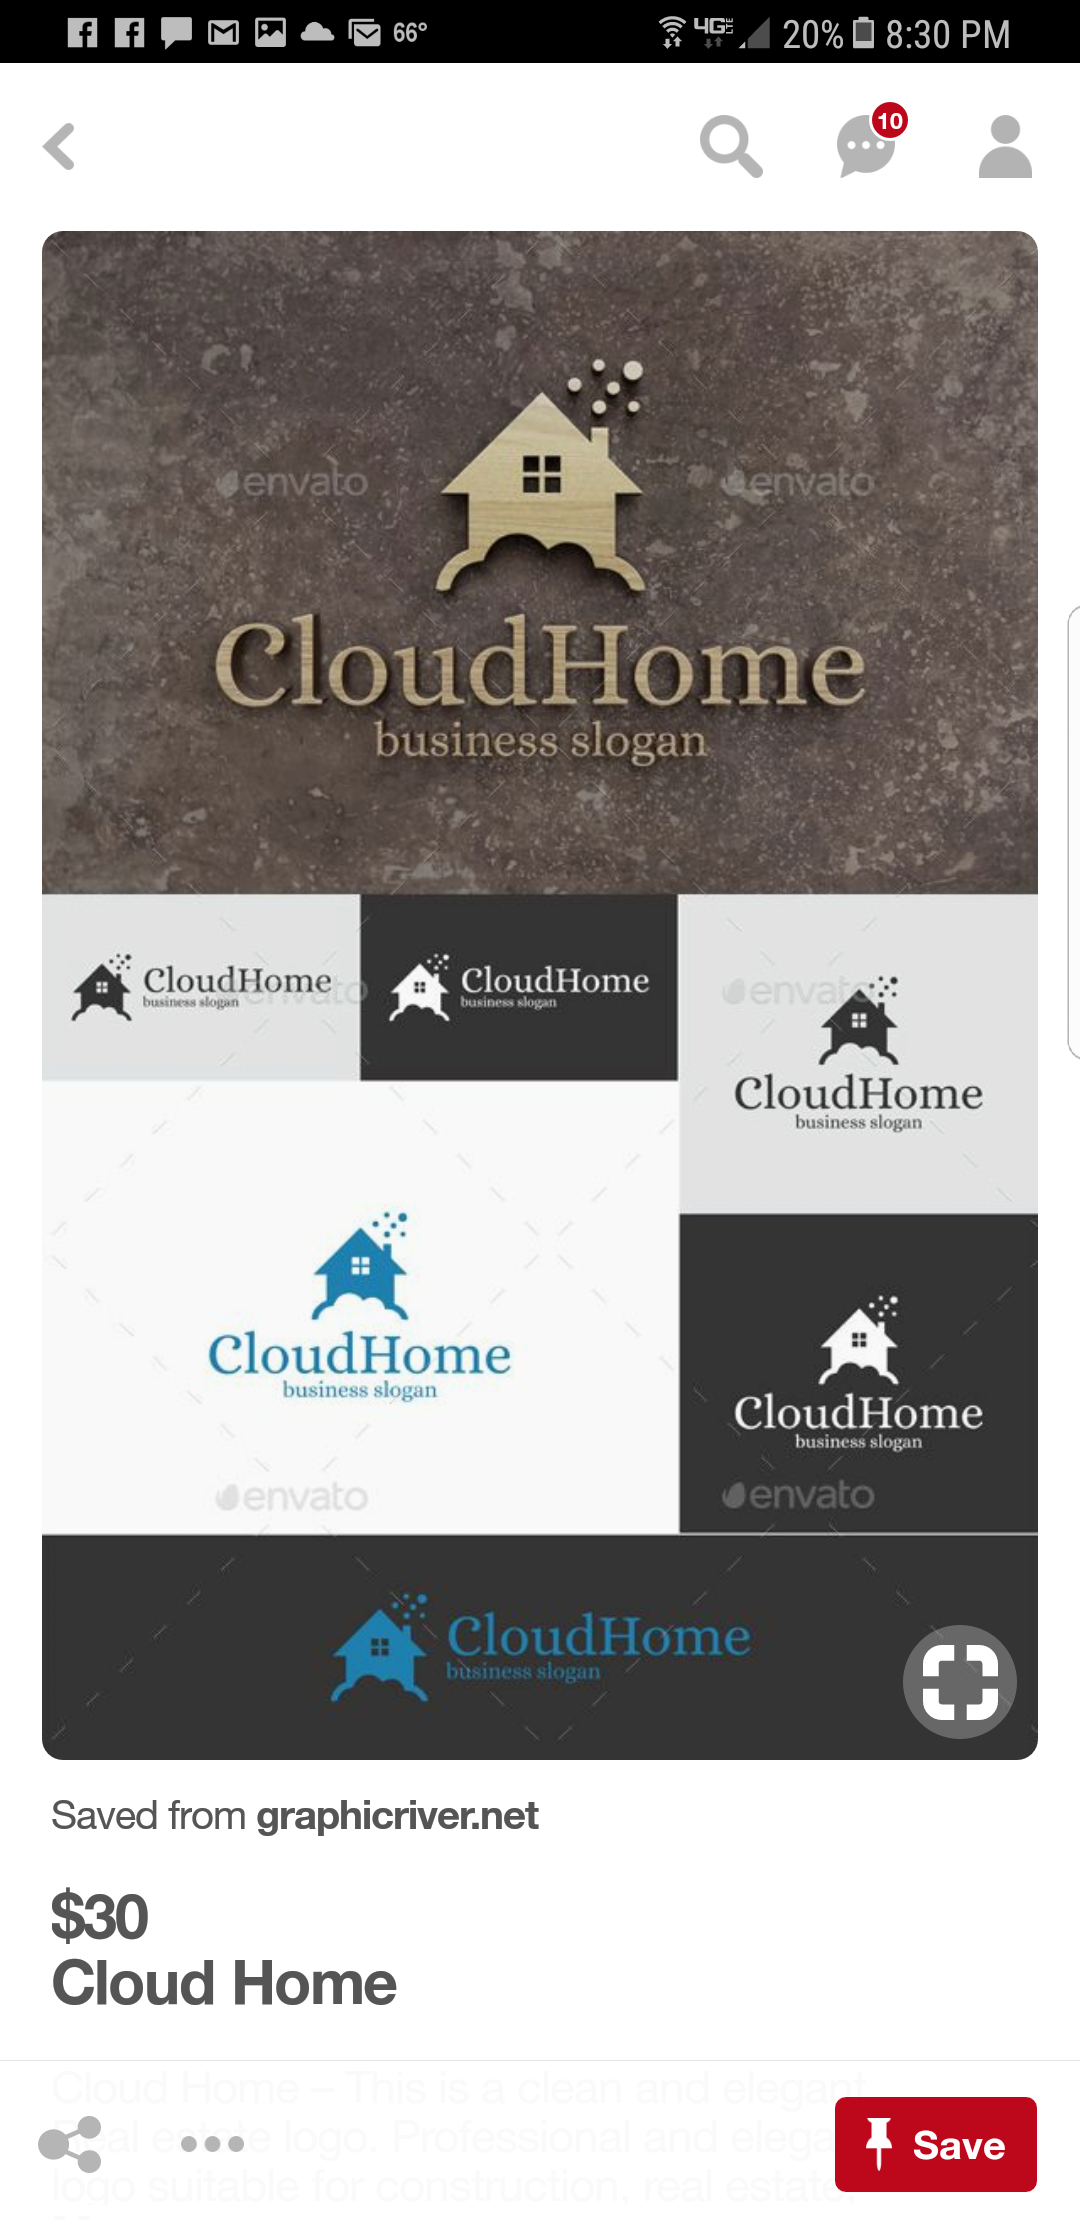 66°
4G LTE
20%
8:30 PM
10
envato
envato
CloudHome
business slogan
CloudHome
business slogan
envato
CloudHome
business slogan
envato
CloudHome
business slogan
CloudHome
business slogan
CloudHome
business slogan
envato
envato
CloudHome
business slogan
Saved from graphicriver.net
$30
Cloud Home
Cloud Home – This is a clean and elegant
Real estate logo. Professional and
logo suitable for construction, real estate,
Save